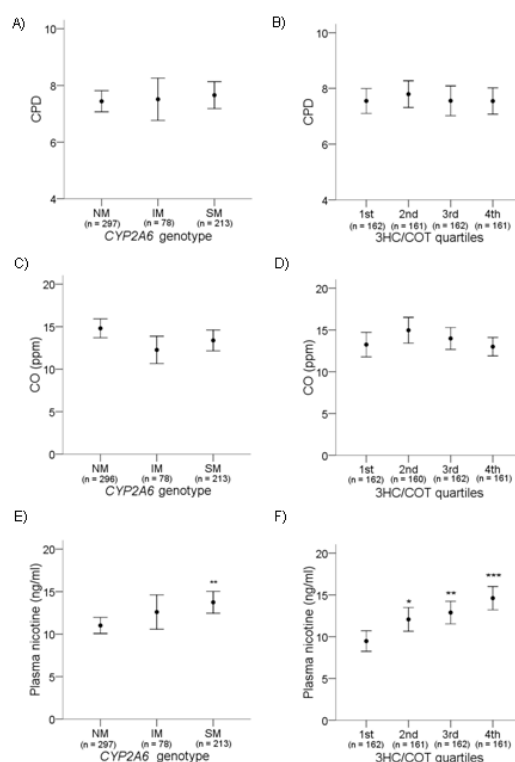 A)
10
8
6
4
CPD
NM
IM
SM
(n = 297)
(n = 78)
(n = 213)
CYP2A6 genotype
B)
10
8
6
4
CPD
1st
2nd
3rd
4th
(n = 162)
(n = 161)
(n = 162)
(n = 161)
3HC/COT quartiles
C)
20
15
10
5
0
CO (ppm)
NM
IM
SM
(n = 296)
(n = 78)
(n = 213)
CYP2A6 genotype
D)
20
15
10
5
0
CO (ppm)
1st
2nd
3rd
4th
(n = 162)
(n = 160)
(n = 162)
(n = 161)
3HC/COT quartiles
E)
20
15
10
5
0
Plasma nicotine (ng/ml)
**
NM
IM
SM
(n = 297)
(n = 78)
(n = 213)
CYP2A6 genotype
F)
20
15
10
5
0
Plasma nicotine (ng/ml)
*
**
***
1st
2nd
3rd
4th
(n = 162)
(n = 161)
(n = 162)
(n = 161)
3HC/COT quartiles